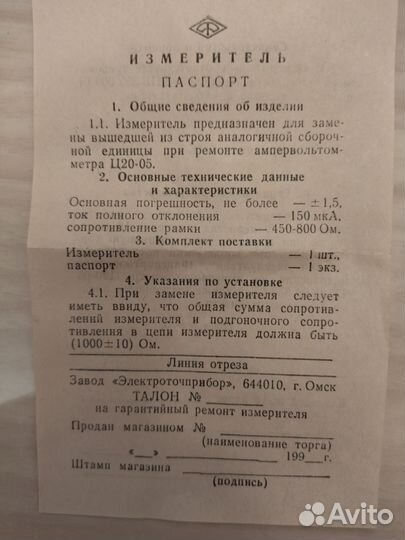 ИЗМЕРИТЕЛЬ
ПАСПОРТ
1. Общие сведения об изделии
1.1. Измеритель предназначен для заме-
ны вышедшей из строя аналогичной сбороч-
ной единицы при ремонте ампервольтом-
метра Ц20-05.
2. Основные технические данные
и характеристики
Основная погрешность, не более — ±1,5,
ток полного отклонения — 150 мкА,
сопротивление рамки — 450-800 Ом.
3. Комплект поставки
Измеритель — 1 шт.,
паспорт — 1 экз.
4. Указания по установке
4.1. При замене измерителя следует
иметь ввиду, что общая сумма сопротив-
лений измерителя и подгоночного сопро-
тивления в цепи измерителя должна быть
(1000±10) Ом.
Линия отреза
Завод «Электроточприбор», 644010, г. Омск
ТАЛОН №
на гарантийный ремонт измерителя
Продан магазином №
(наименование торга)
«__» 199__г.
Штамп магазина
(подпись)
Avito